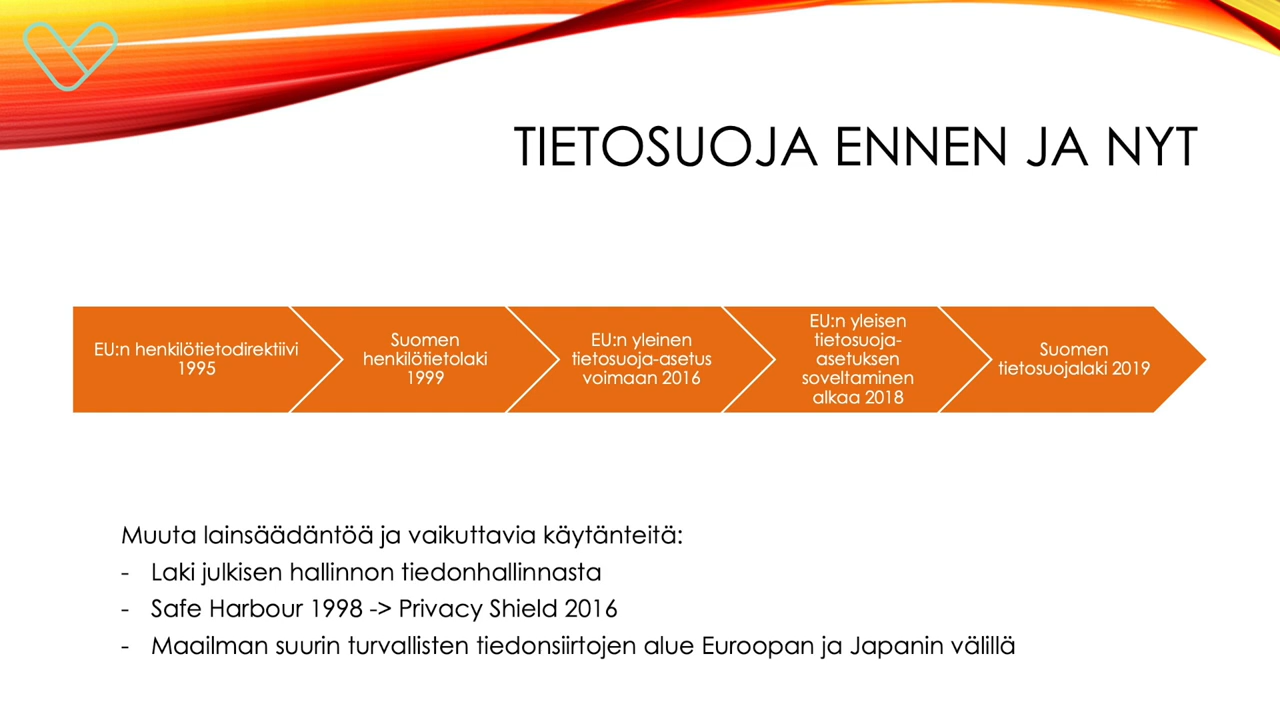 TIETOSUOJA ENNEN JA NYT
EU:n henkilötietodirektiivi
1995
Suomen
henkilötietolaki
1999
EU:n yleinen
tietosuoja-asetus
voimaan 2016
EU:n yleisen
tietosuoja-
asetuksen
soveltaminen
alkaa 2018
Suomen
tietosuojalaki 2019
Muuta lainsäädäntöä ja vaikuttavia käytänteitä:
- Laki julkisen hallinnon tiedonhallinnasta
- Safe Harbour 1998 -> Privacy Shield 2016
- Maailman suurin turvallisten tiedonsiirtojen alue Euroopan ja Japanin välillä